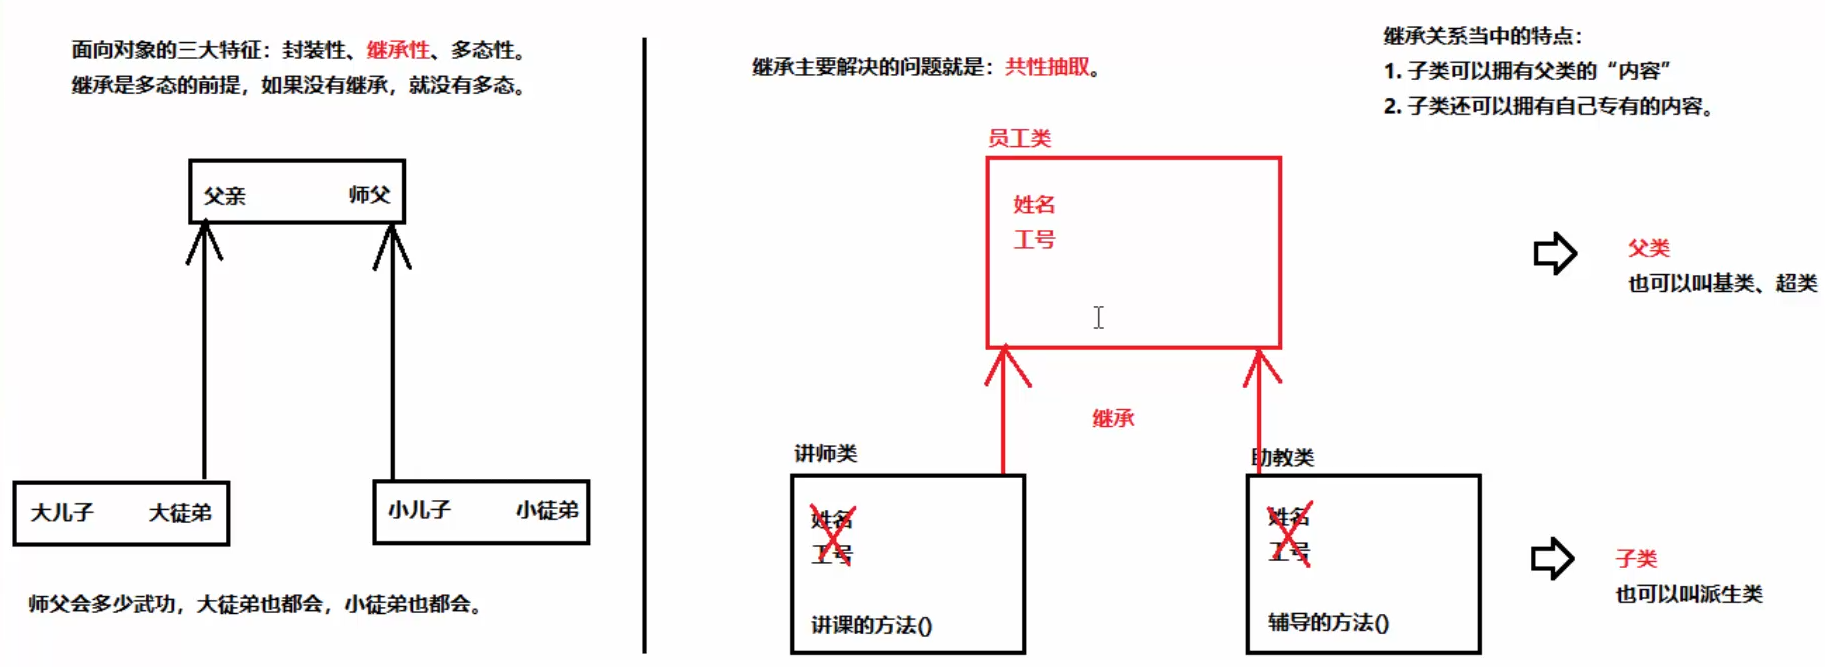 面向对象的三大特征：封装性、继承性、多态性。
继承是多态的前提，如果没有继承，就没有多态。
父亲 师父
大儿子 大徒弟
小儿子 小徒弟
师父会多少武功，大徒弟也都会，小徒弟也都会。
继承主要解决的问题就是：共性抽取。
员工类
姓名
工号
继承
讲师类
姓名
工号
讲课的方法()
助教类
姓名
工号
辅导的方法()
继承关系当中的特点：
1. 子类可以拥有父类的“内容”
2. 子类还可以拥有自己专有的内容。
父类
也可以叫基类、超类
子类
也可以叫派生类